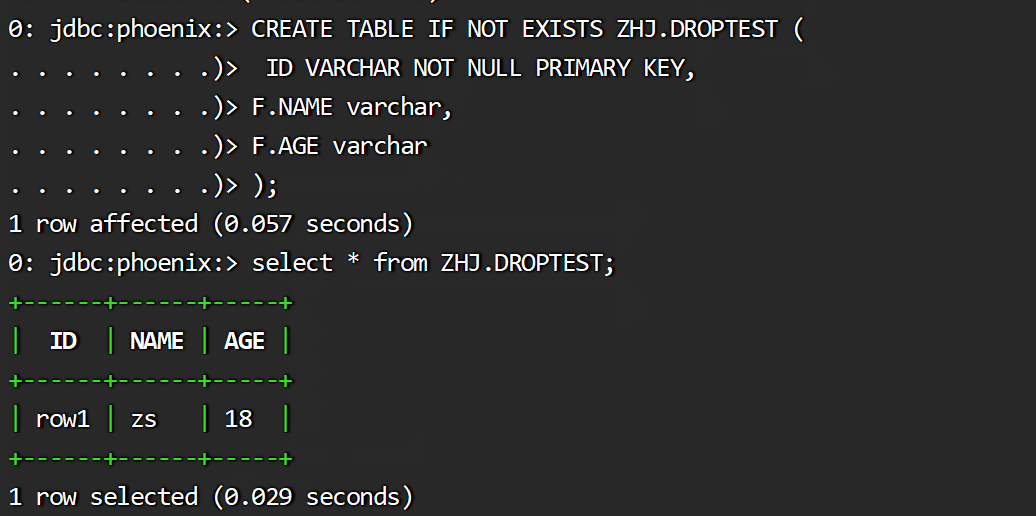 0: jdbc:phoenix:> CREATE TABLE IF NOT EXISTS ZHJ.DROPTEST (
. . . . . . . .)>  ID VARCHAR NOT NULL PRIMARY KEY,
. . . . . . . .)> F.NAME varchar,
. . . . . . . .)> F.AGE varchar
. . . . . . . .)> );
1 row affected (0.057 seconds)
0: jdbc:phoenix:> select * from ZHJ.DROPTEST;
+------+------+-----+
|  ID  | NAME | AGE |
+------+------+-----+
| row1 | zs   | 18  |
+------+------+-----+
1 row selected (0.029 seconds)